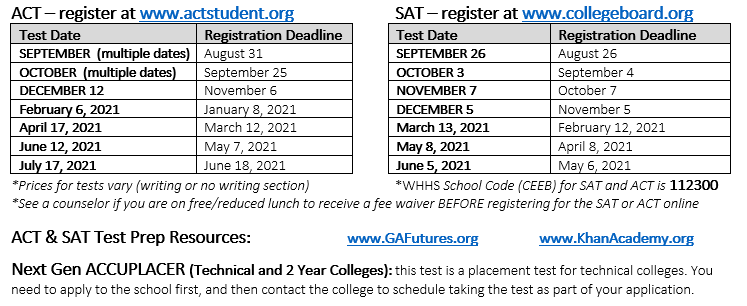 ACT – register at www.actstudent.org SAT – register at www.collegeboard.org
Test Date Registration Deadline Test Date Registration Deadline
SEPTEMBER (multiple dates) August 31 SEPTEMBER 26 August 26
OCTOBER (multiple dates) September 25 OCTOBER 3 September 4
DECEMBER 12 November 6 NOVEMBER 7 October 7
February 6, 2021 January 8, 2021 DECEMBER 5 November 5
April 17, 2021 March 12, 2021 March 13, 2021 February 12, 2021
June 12, 2021 May 7, 2021 May 8, 2021 April 8, 2021
July 17, 2021 June 18, 2021 June 5, 2021 May 6, 2021
*Prices for tests vary (writing or no writing section) *WHHS School Code (CEEB) for SAT and ACT is 112300
*See a counselor if you are on free/reduced lunch to receive a fee waiver BEFORE registering for the SAT or ACT online
ACT & SAT Test Prep Resources: www.GAFutures.org www.KhanAcademy.org
Next Gen ACCUPLACER (Technical and 2 Year Colleges): this test is a placement test for technical colleges. You
need to apply to the school first, and then contact the college to schedule taking the test as part of your application.